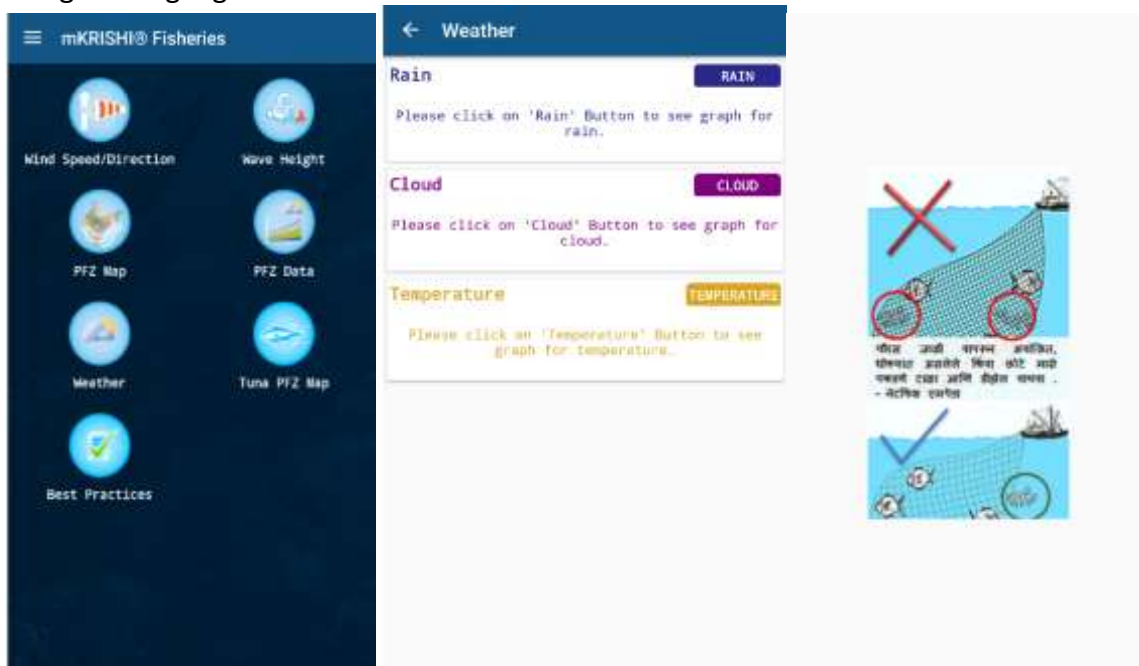 mKRISHI® Fisheries
Wind Speed/Direction
Wave Height
PFZ Map
PFZ Data
Weather
Tuna PFZ Map
Best Practices
Weather
Rain
RAIN
Please click on 'Rain' Button to see graph for
rain.
Cloud
CLOUD
Please click on 'Cloud' Button to see graph for
cloud.
Temperature
TEMPERATURE
Please click on 'Temperature' Button to see
graph for temperature.
जाळी वापरून
किंवा छोटे मासे
टाळा आणि